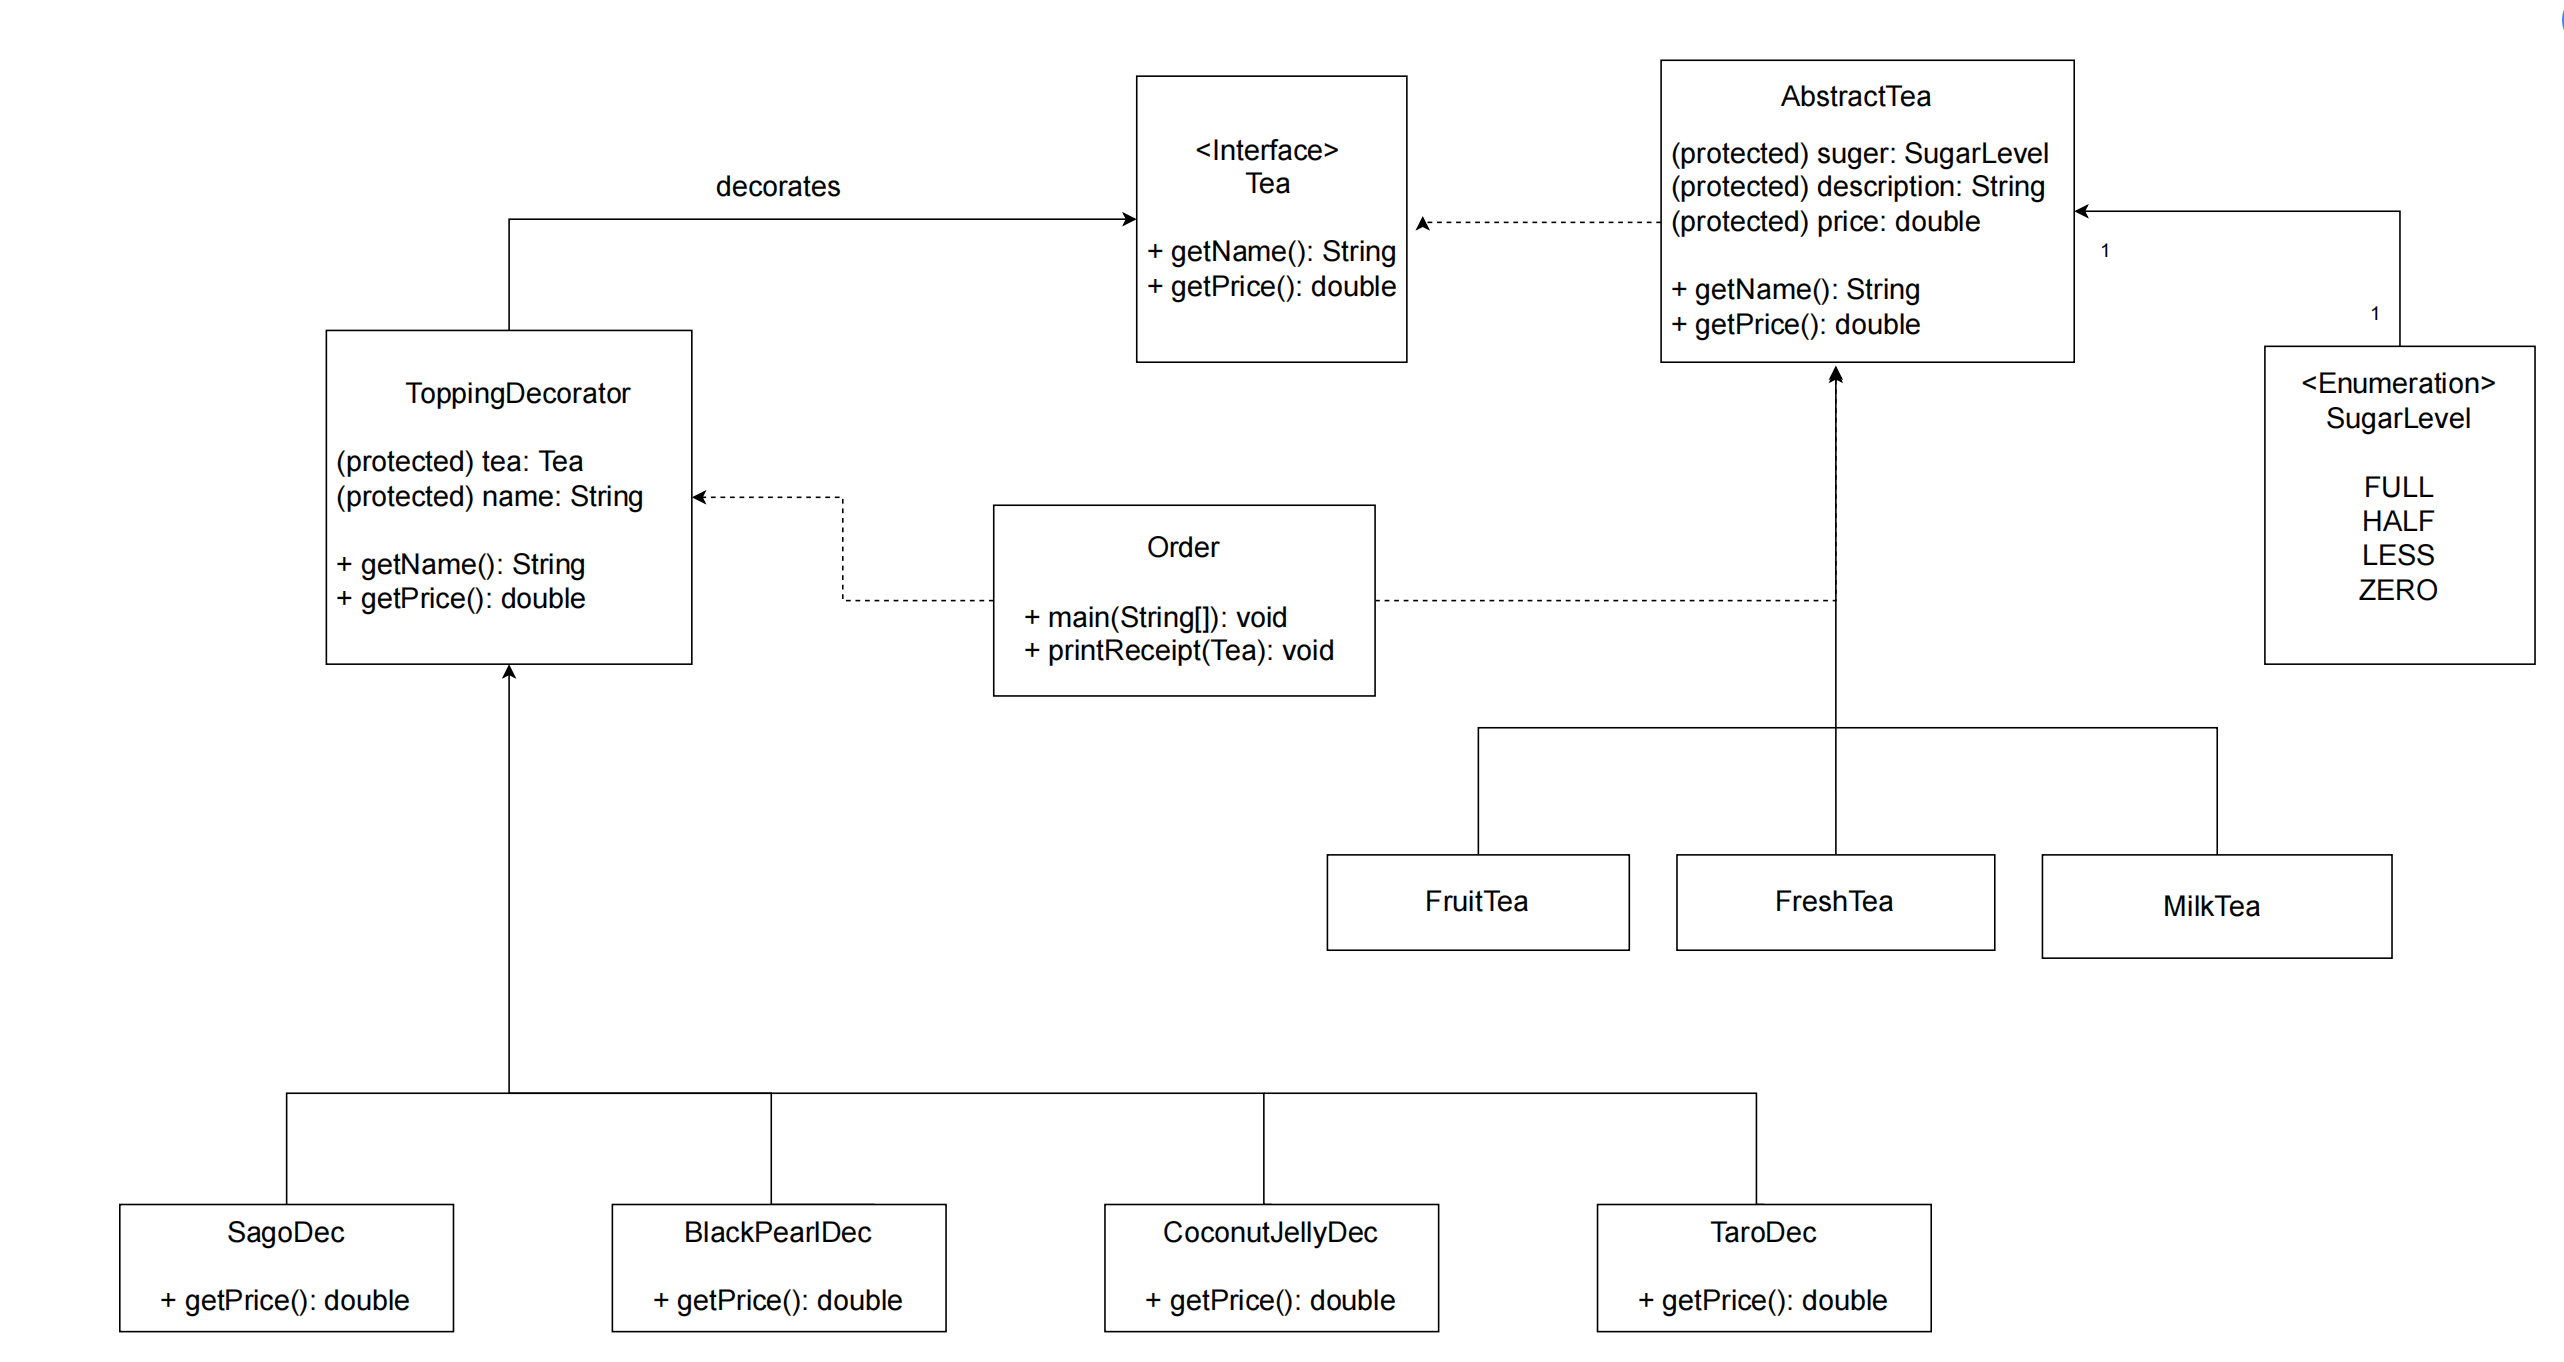 decorates
<Interface>
Tea
+ getName(): String
+ getPrice(): double
AbstractTea
(protected) suger: SugarLevel
(protected) description: String
(protected) price: double
+ getName(): String
+ getPrice(): double
1
1
<Enumeration>
SugarLevel
FULL
HALF
LESS
ZERO
ToppingDecorator
(protected) tea: Tea
(protected) name: String
+ getName(): String
+ getPrice(): double
Order
+ main(String[]): void
+ printReceipt(Tea): void
FruitTea
FreshTea
MilkTea
SagoDec
+ getPrice(): double
BlackPearlDec
+ getPrice(): double
CoconutJellyDec
+ getPrice(): double
TaroDec
+ getPrice(): double